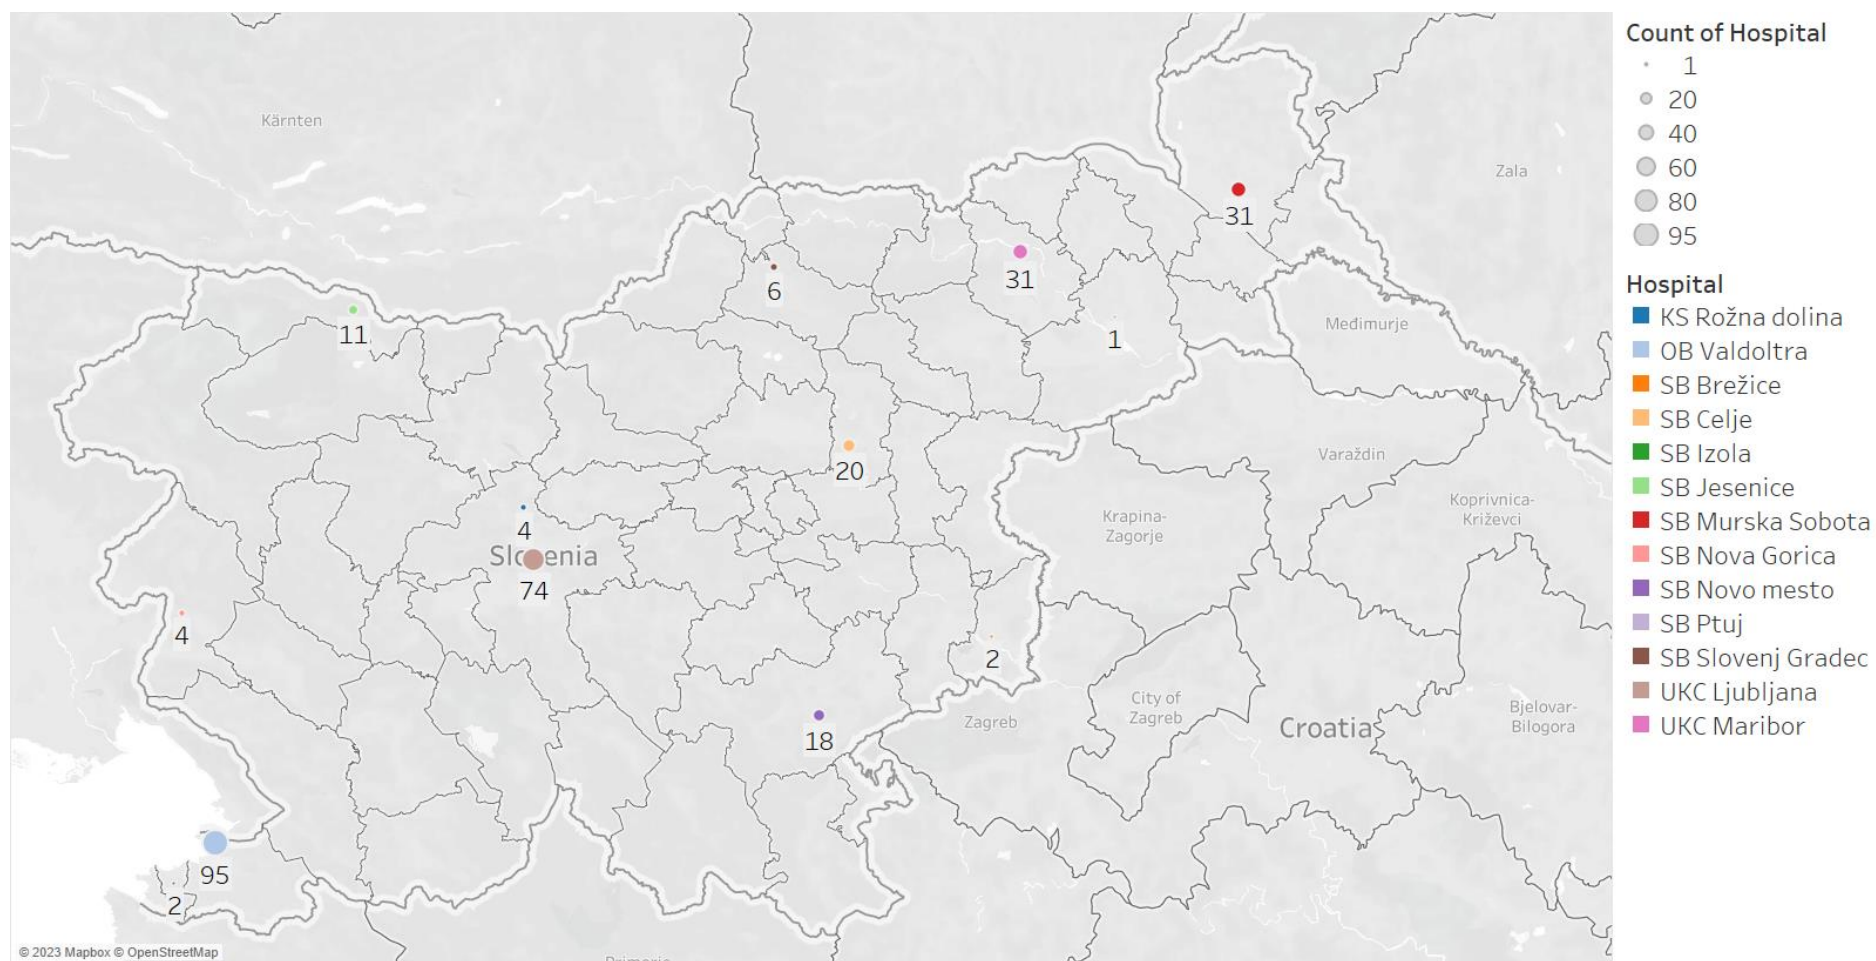 Kärnten
Zala
31
31
6
11
1
Medimurje
Varaždin
20
Koprivnica-
Križevci
Krapina-
Zagorje
4
Slovenia
74
4
2
City of
Zagreb
Zagreb
Croatia
Bjelovar-
Bilogora
18
95
2
© 2023 Mapbox © OpenStreetMap
Count of Hospital
1
20
40
60
80
95
Hospital
KS Rožna dolina
OB Valdoltra
SB Brežice
SB Celje
SB Izola
SB Jesenice
SB Murska Sobota
SB Nova Gorica
SB Novo mesto
SB Ptuj
SB Slovenj Gradec
UKC Ljubljana
UKC Maribor